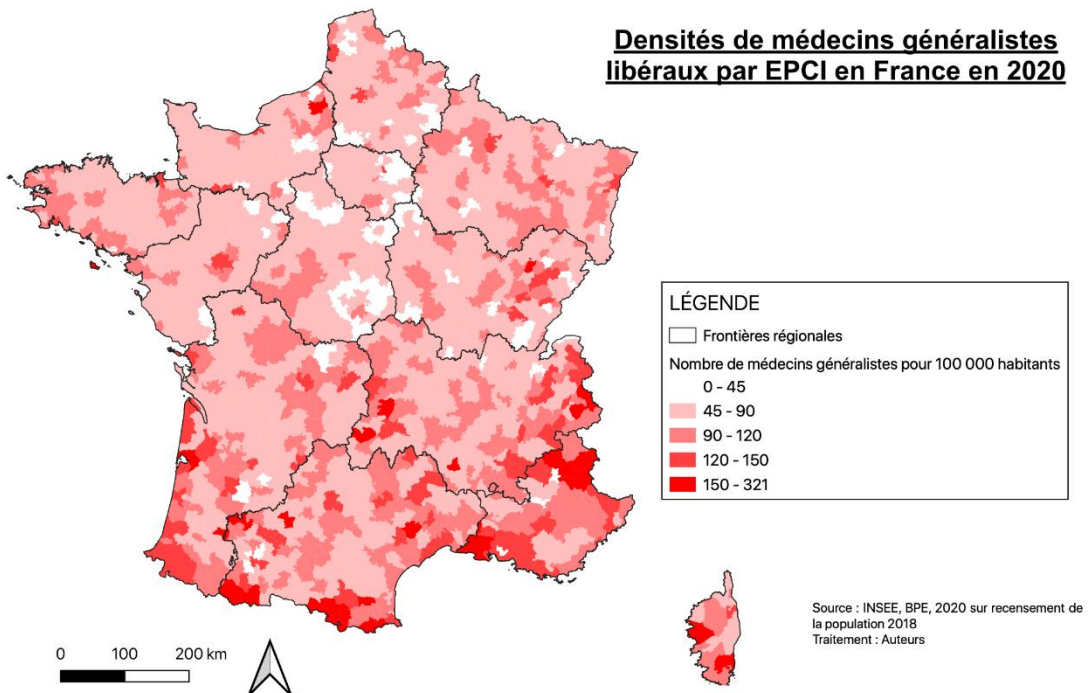 Densités de médecins généralistes
libéraux par EPCI en France en 2020
LÉGENDE
Frontières régionales
Nombre de médecins généralistes pour 100 000 habitants
0 - 45
45 - 90
90 - 120
120 - 150
150 - 321
0 100 200 km
Source : INSEE, BPE, 2020 sur recensement de
la population 2018
Traitement : Auteurs